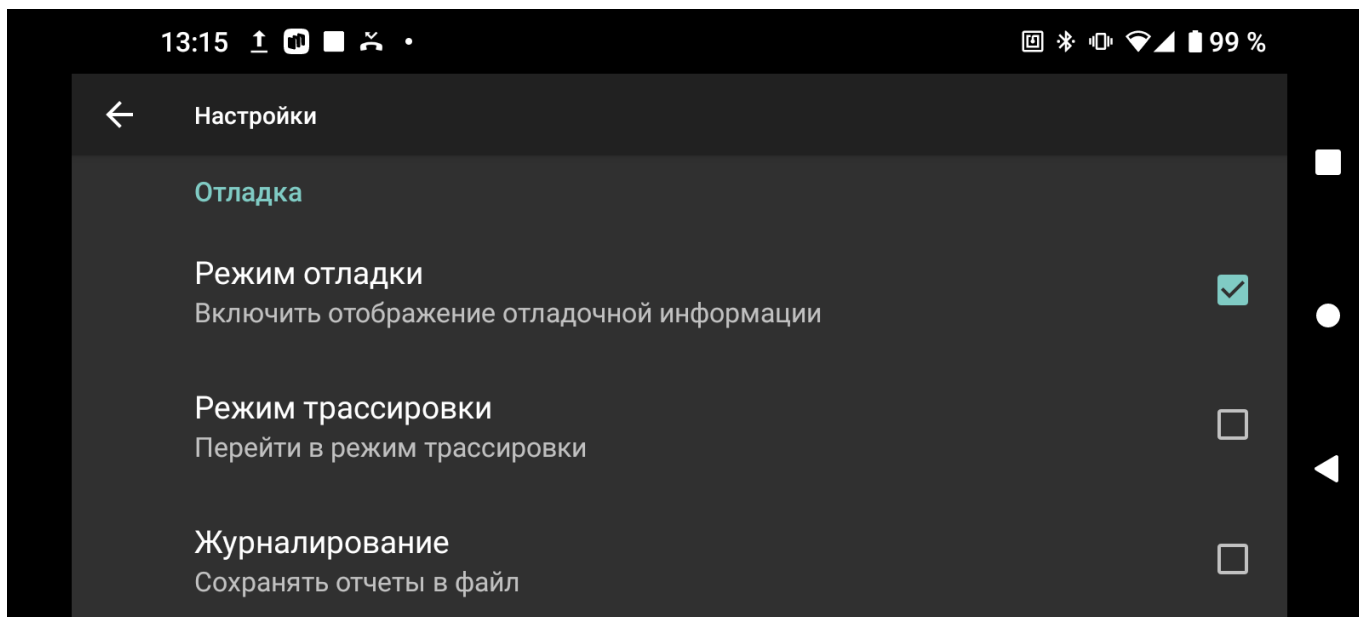 13:15 99 %
Настройки
Отладка
Режим отладки
Включить отображение отладочной информации
Режим трассировки
Перейти в режим трассировки
Журналирование
Сохранять отчеты в файл